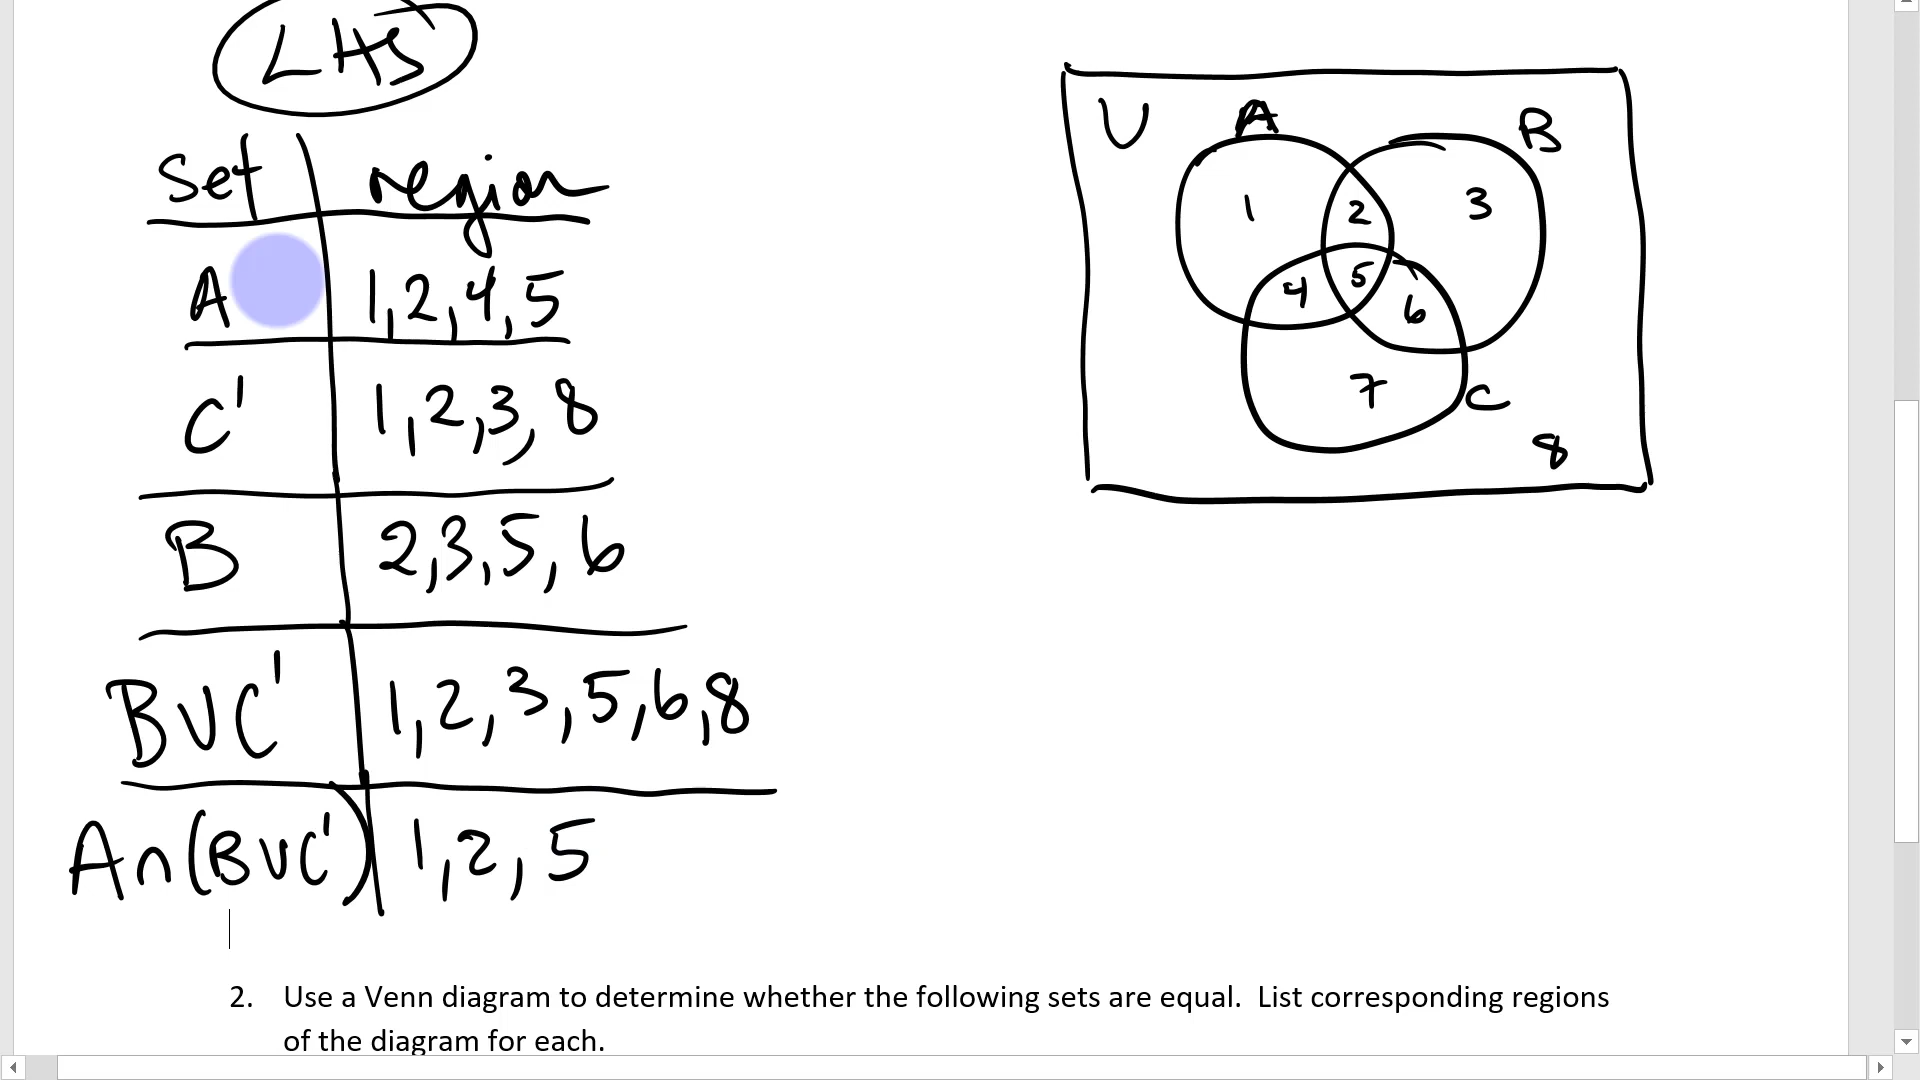 LHS
Set region
A 1,2,4,5
C' 1,2,3,8
B 2,3,5,6
B∪C' 1,2,3,5,6,8
A∩(B∪C') 1,2,5
U A B
1 2 3
4 5 6
7 C
8
2. Use a Venn diagram to determine whether the following sets are equal. List corresponding regions
of the diagram for each.